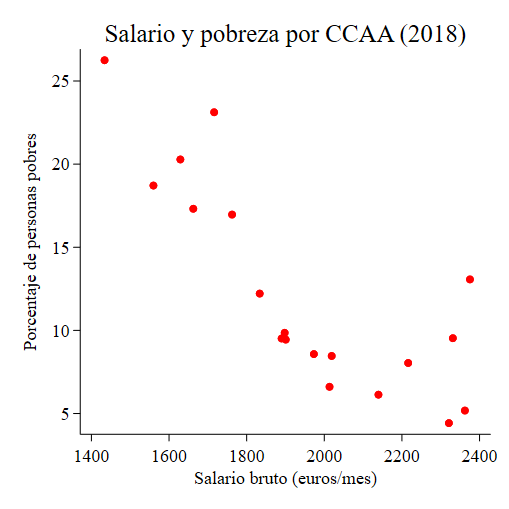 Salario y pobreza por CCAA (2018)
Porcentaje de personas pobres
25
20
15
10
5
1400 1600 1800 2000 2200 2400
Salario bruto (euros/mes)